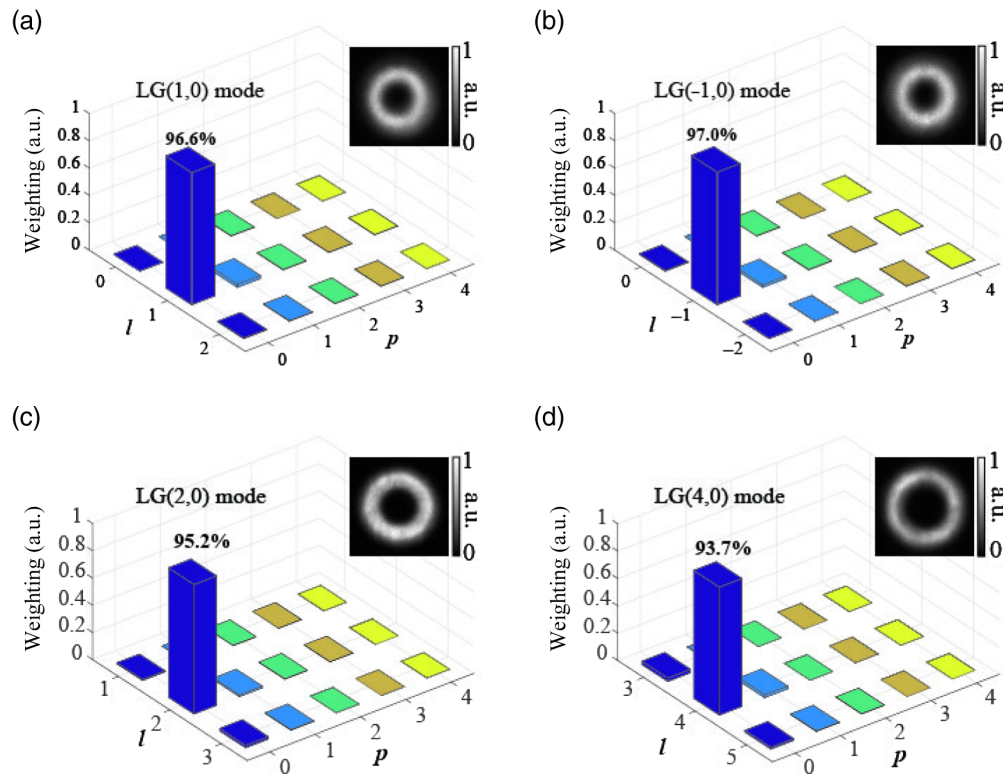 (a)
LG(1,0) mode
96.6%
Weighting (a.u.)
1
0.8
0.6
0.4
0.2
0
0
1
2
l
0
1
2
3
4
p
1
a.u.
0
(b)
LG(−1,0) mode
97.0%
Weighting (a.u.)
1
0.8
0.6
0.4
0.2
0
0
−1
−2
l
0
1
2
3
4
p
1
a.u.
0
(c)
LG(2,0) mode
95.2%
Weighting (a.u.)
1
0.8
0.6
0.4
0.2
0
1
2
3
l
0
1
2
3
4
p
1
a.u.
0
(d)
LG(4,0) mode
93.7%
Weighting (a.u.)
1
0.8
0.6
0.4
0.2
0
3
4
5
l
0
1
2
3
4
p
1
a.u.
0